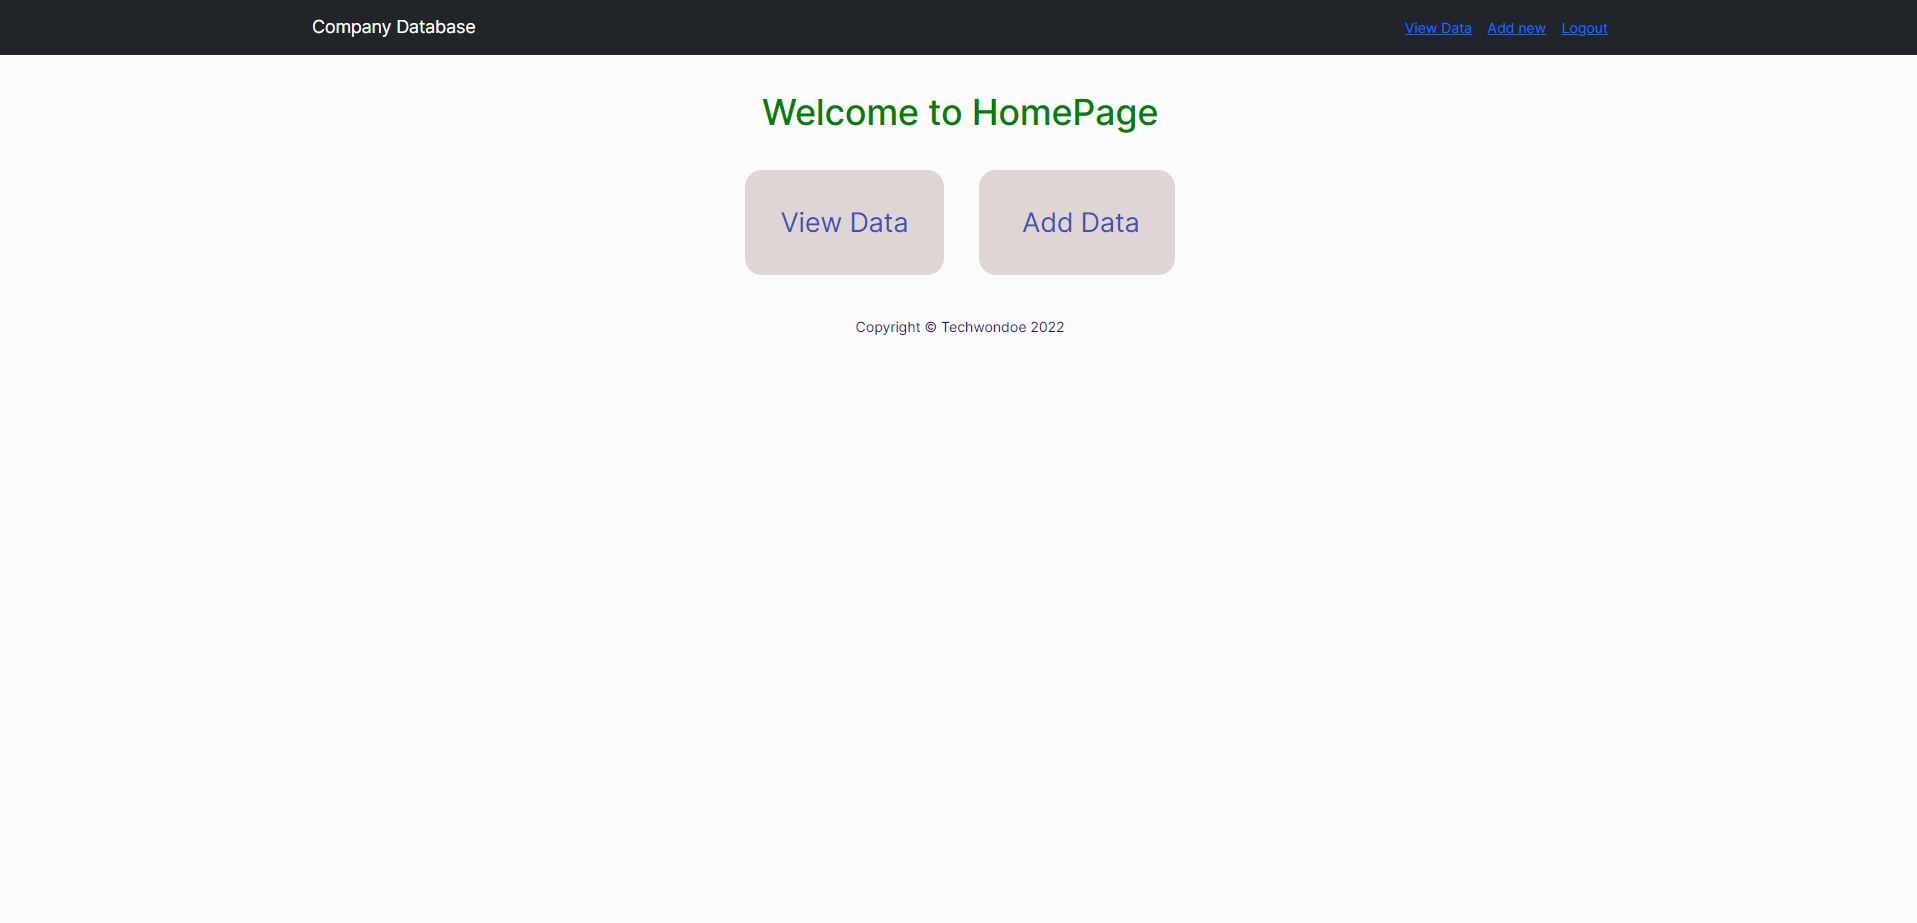 Company Database View Data Add new Logout
Welcome to HomePage
View Data Add Data
Copyright © Techwondoe 2022